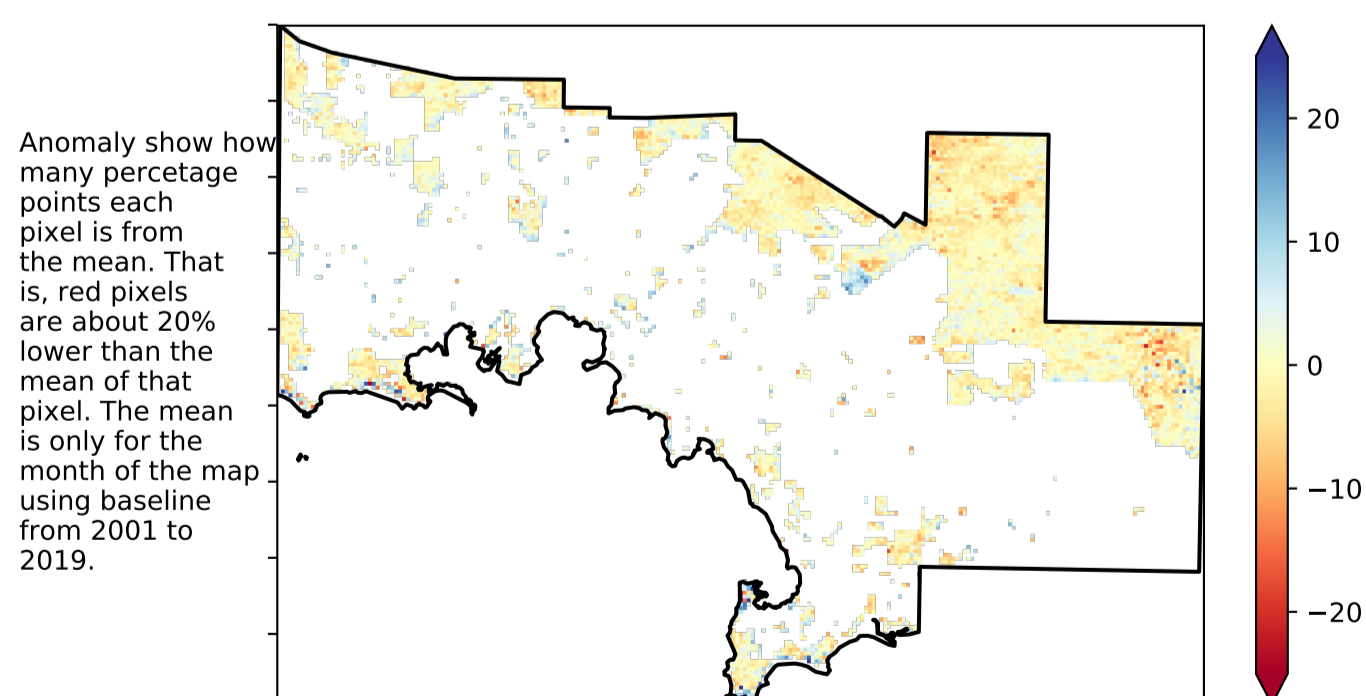 Anomaly show how
many percetage
points each
pixel is from
the mean. That
is, red pixels
are about 20%
lower than the
mean of that
pixel. The mean
is only for the
month of the map
using baseline
from 2001 to
2019.
20
10
0
−10
−20